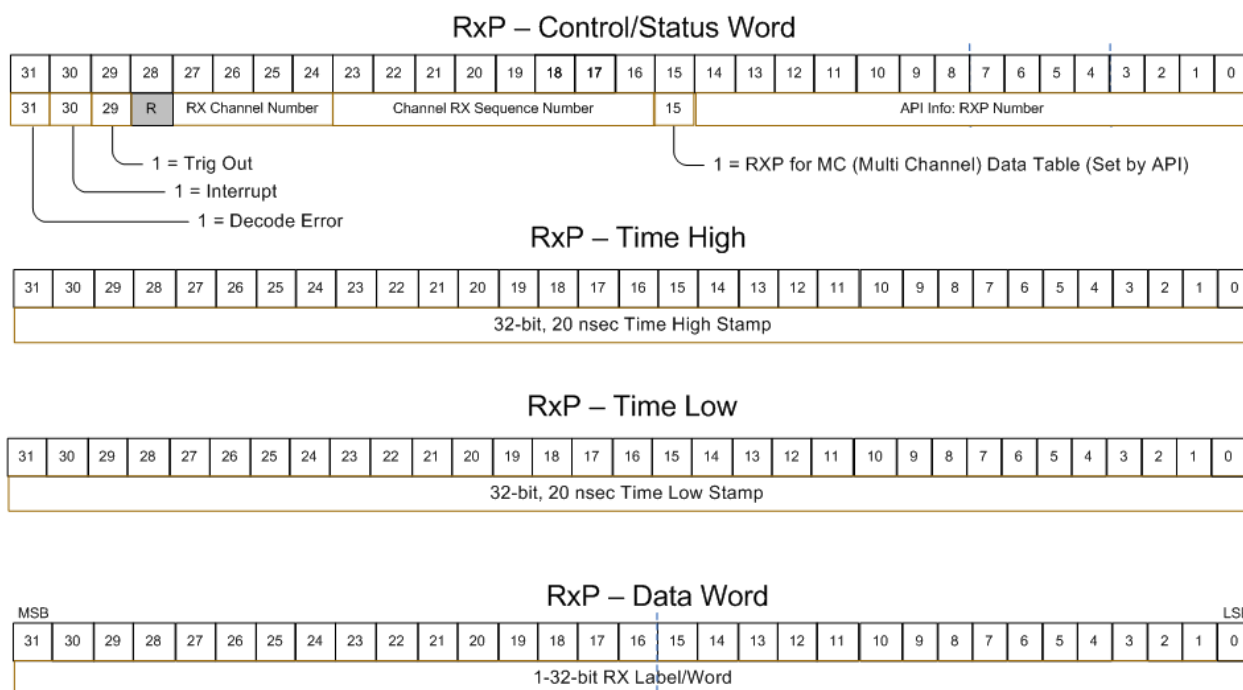 RxP – Control/Status Word
31 30 29 28 27 26 25 24 23 22 21 20 19 18 17 16 15 14 13 12 11 10 9 8 7 6 5 4 3 2 1 0
31 30 29 R RX Channel Number Channel RX Sequence Number 15 API Info: RXP Number
1 = Trig Out 1 = RXP for MC (Multi Channel) Data Table (Set by API)
1 = Interrupt
1 = Decode Error
RxP – Time High
31 30 29 28 27 26 25 24 23 22 21 20 19 18 17 16 15 14 13 12 11 10 9 8 7 6 5 4 3 2 1 0
32-bit, 20 nsec Time High Stamp
RxP – Time Low
31 30 29 28 27 26 25 24 23 22 21 20 19 18 17 16 15 14 13 12 11 10 9 8 7 6 5 4 3 2 1 0
32-bit, 20 nsec Time Low Stamp
RxP – Data Word
MSB LSB
31 30 29 28 27 26 25 24 23 22 21 20 19 18 17 16 15 14 13 12 11 10 9 8 7 6 5 4 3 2 1 0
1-32-bit RX Label/Word